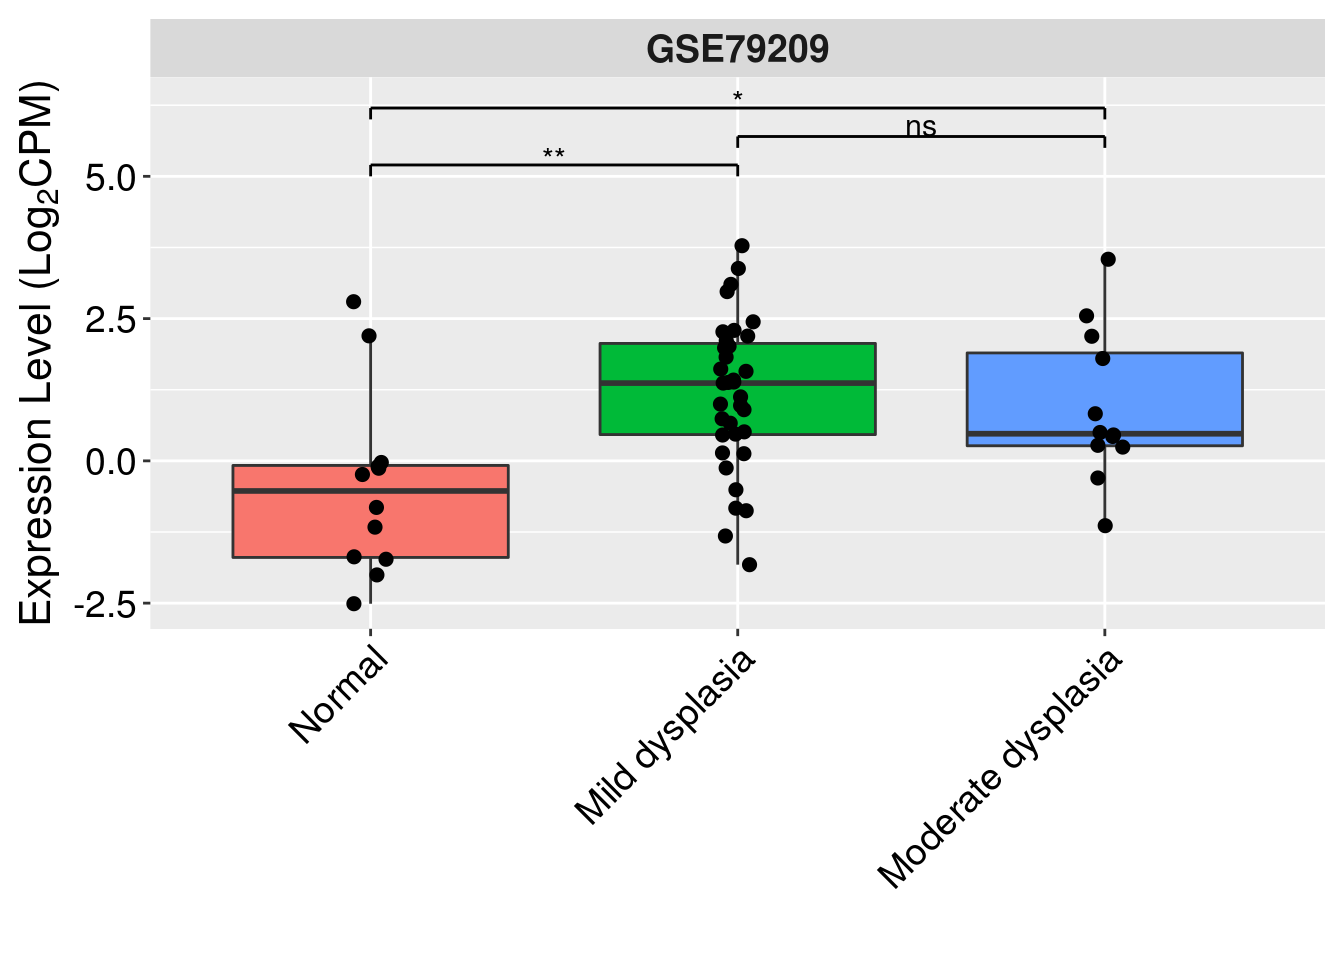 GSE79209
*
ns
**
Expression Level (Log₂CPM)
5.0
2.5
0.0
-2.5
Normal
Mild dysplasia
Moderate dysplasia